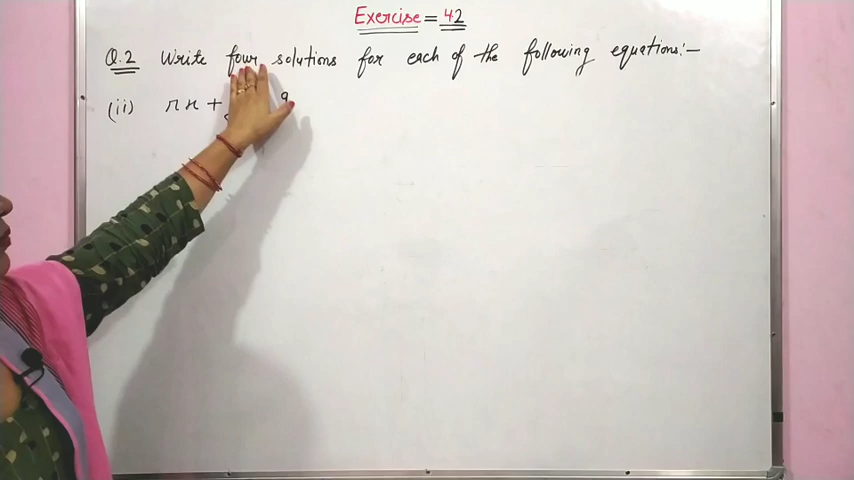 Exercise = 4.2
Q.2 Write four solutions for each of the following equations:-
(ii) πx + 9